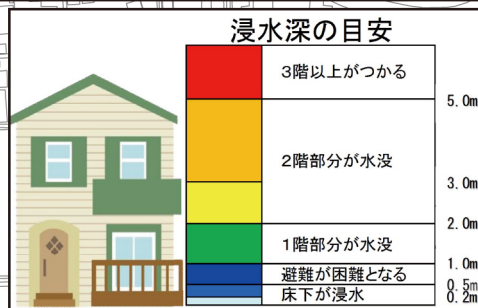 浸水深の目安
3階以上がつかる
5.0m
2階部分が水没
3.0m
2.0m
1階部分が水没
1.0m
避難が困難となる
0.5m
床下が浸水
0.2m